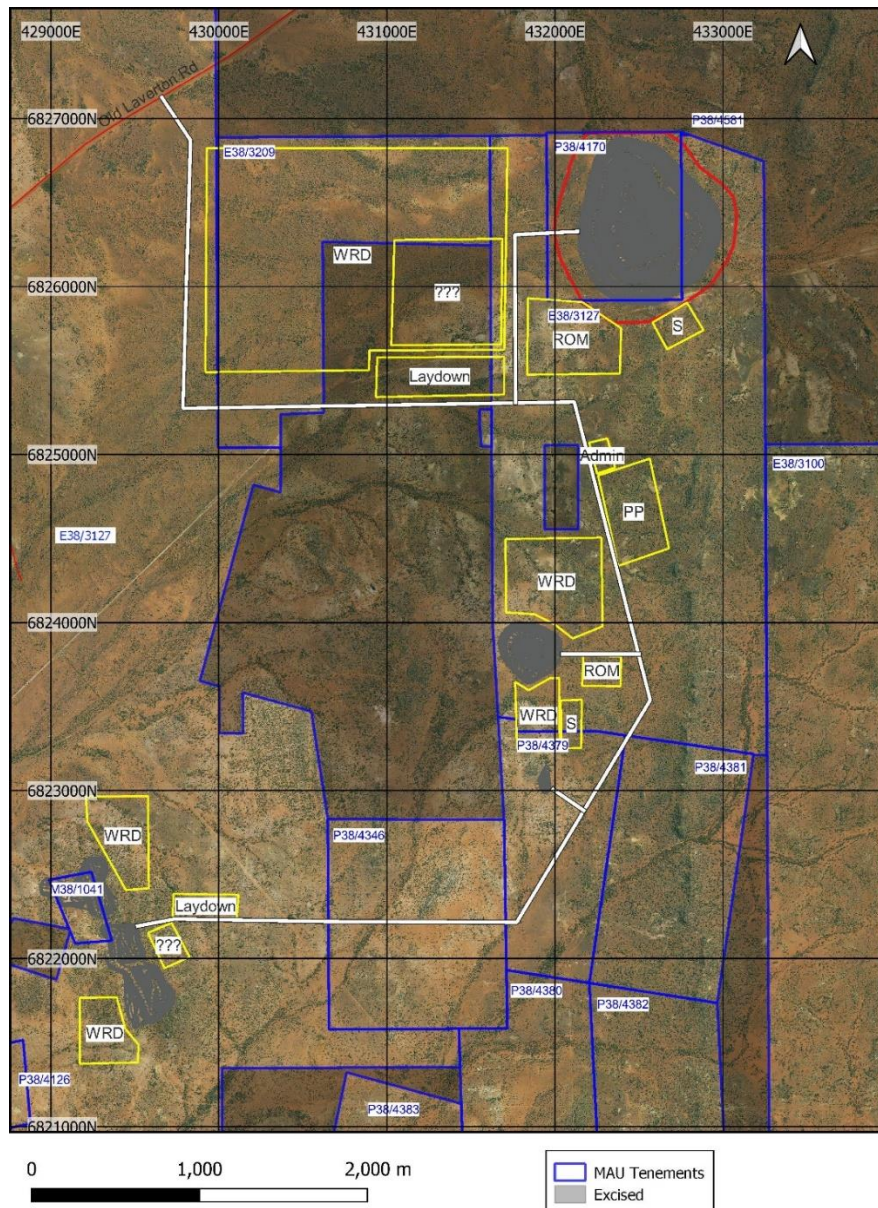 429000E 430000E 431000E 432000E 433000E
Old Laverton Rd
6827000N
P38/4581
P38/4170
E38/3209
WRD
6826000N
???
E38/3127
S
ROM
Laydown
6825000N
Admin
E38/3100
PP
E38/3127
WRD
6824000N
ROM
WRD
S
P38/4379
P38/4381
6823000N
WRD
P38/4346
M38/1041
Laydown
???
6822000N
P38/4380
P38/4382
WRD
P38/4126
P38/4383
6821000N
0 1,000 2,000 m
MAU Tenements
Excised